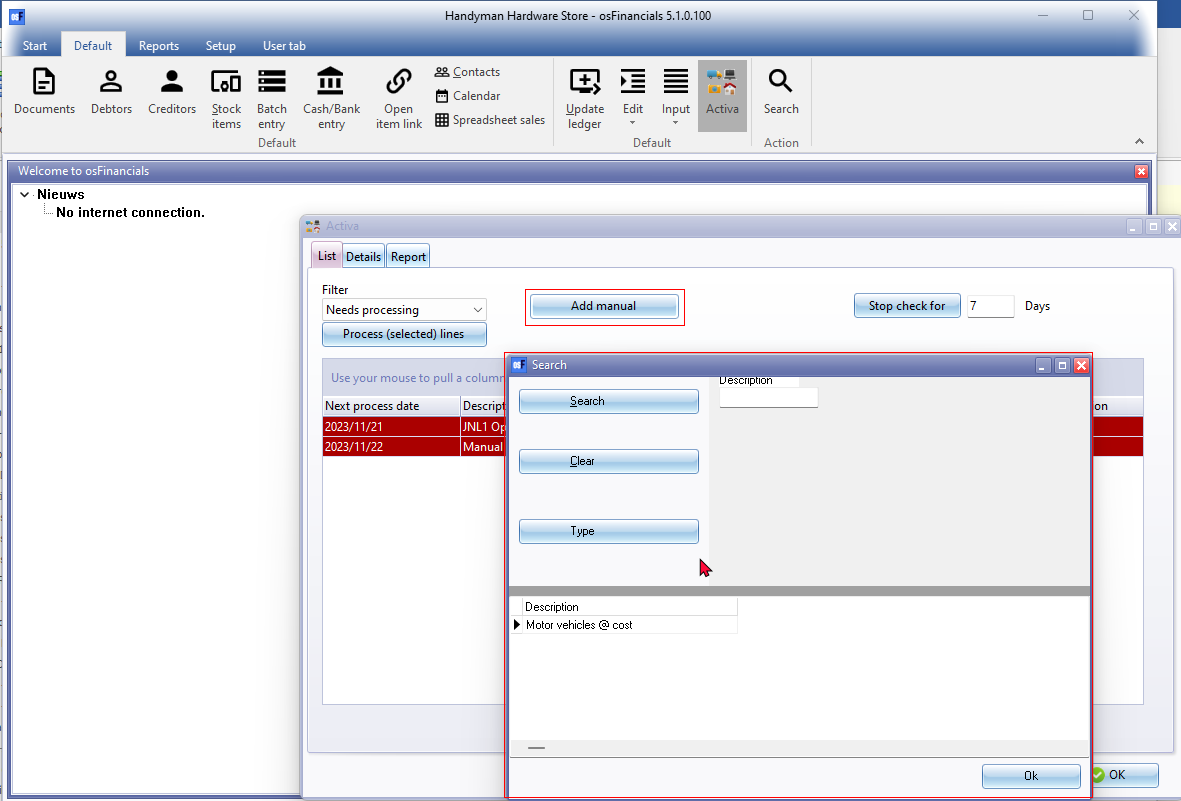 Handyman Hardware Store - osFinancials 5.1.0.100
Start Default Reports Setup User tab
Documents
Debtors
Creditors
Stock
items
Batch
entry
Cash/Bank
entry
Open
item link
Contacts
Calendar
Spreadsheet sales
Default
Update
ledger
Edit
Input
Activa
Default
Search
Action
Welcome to osFinancials
Nieuws
No internet connection.
Activa
List Details Report
Filter
Needs processing
Add manual
Stop check for 7 Days
Process (selected) lines
Use your mouse to pull a column
Next process date Descript on
2023/11/21 JNL1 Op
2023/11/22 Manual
Search
Search
Clear
Type
Description
Description
Motor vehicles @ cost
Ok
OK